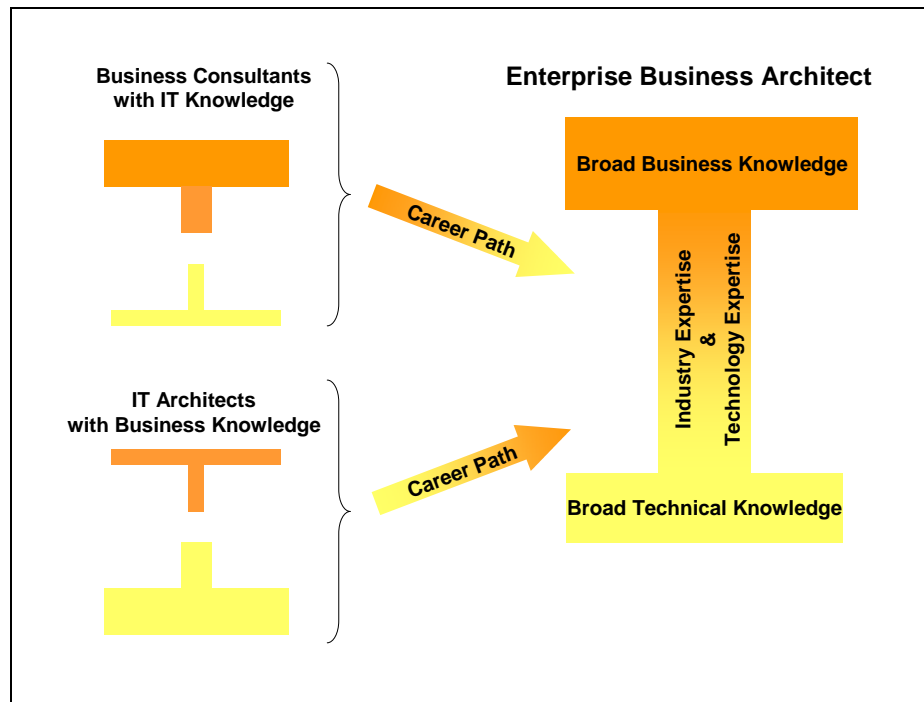 Business Consultants
with IT Knowledge
Enterprise Business Architect
Broad Business Knowledge
Career Path
Industry Expertise
&
Technology Expertise
IT Architects
with Business Knowledge
Career Path
Broad Technical Knowledge